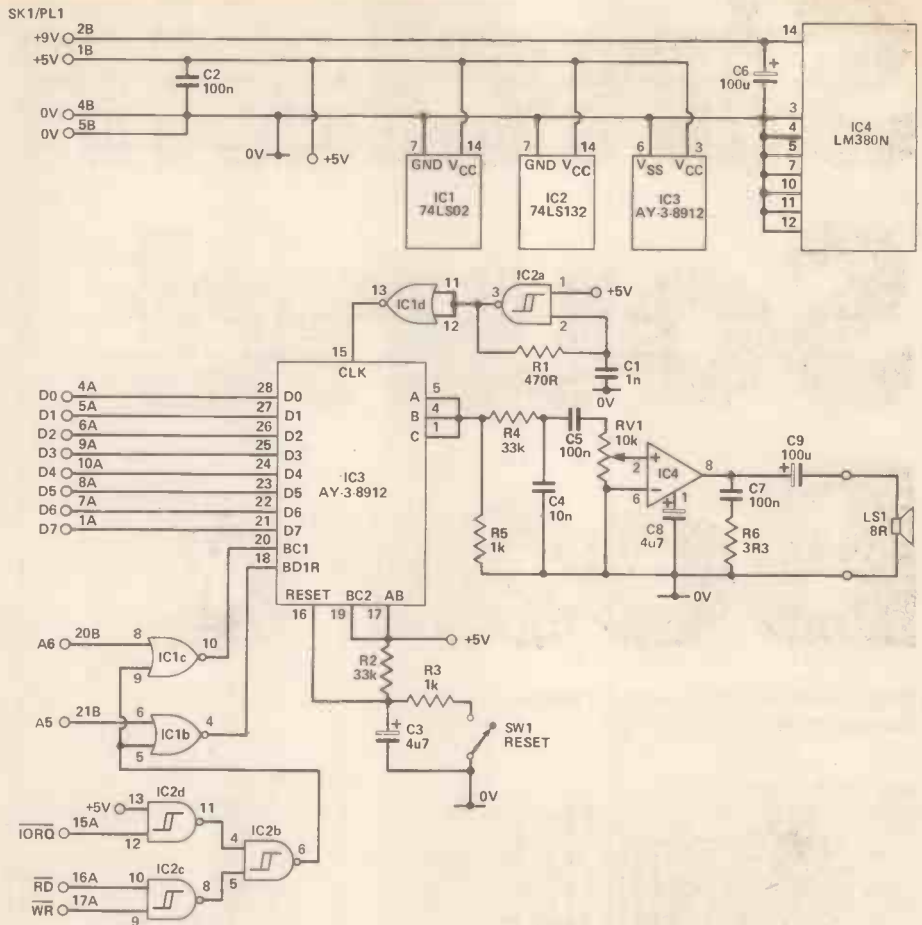 SK1/PL1
+9V 2B
+5V 1B
C2
100n
0V 4B
0V 5B
0V
+5V
7 14
GND VCC
IC1
74LS02
7 14
GND VCC
IC2
74LS132
6 3
VSS VCC
IC3
AY-3-8912
C6 +
100u
14
3
4
5
7
10
11
12
IC4
LM380N
13 IC1d 11
12
3 IC2a 1
2
+5V
R1
470R
C1
1n
0V
15
CLK
D0 4A 28 D0
D1 5A 27 D1
D2 6A 26 D2
D3 9A 25 D3
D4 10A 24 D4
D5 8A 23 D5
D6 7A 22 D6
D7 1A 21 D7
20 BC1
18 BD1R
IC3
AY-3-8912
A 5
B 4
C 1
RESET BC2 AB
16 19 17
R4
33k
C5
100n
RV1
10k
C4
10n
R5
1k
+ 2
IC4
− 6
8
1
+
C8
4u7
C7
100n
R6
3R3
C9
100u +
LS1
8R
0V
+5V
R2
33k
R3
1k
C3 +
4u7
SW1
RESET
0V
A6 20B 8
9
IC1c 10
A5 21B 6
5
IC1b 4
+5V 13 IC2d 11
IORQ 15A 12
4 IC2b 6
5
RD 16A 10 IC2c 8
WR 17A 9